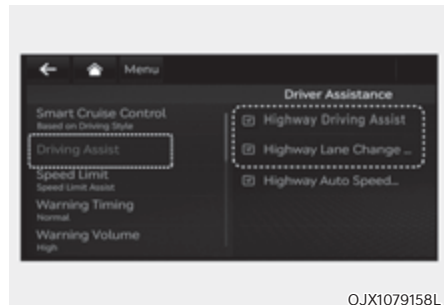 Menu
Driver Assistance
Smart Cruise Control
Based on Driving Style
Driving Assist
Speed Limit
Speed Limit Assist
Warning Timing
Normal
Warning Volume
High
Highway Driving Assist
Highway Lane Change ...
Highway Auto Speed...
OJX1079158L